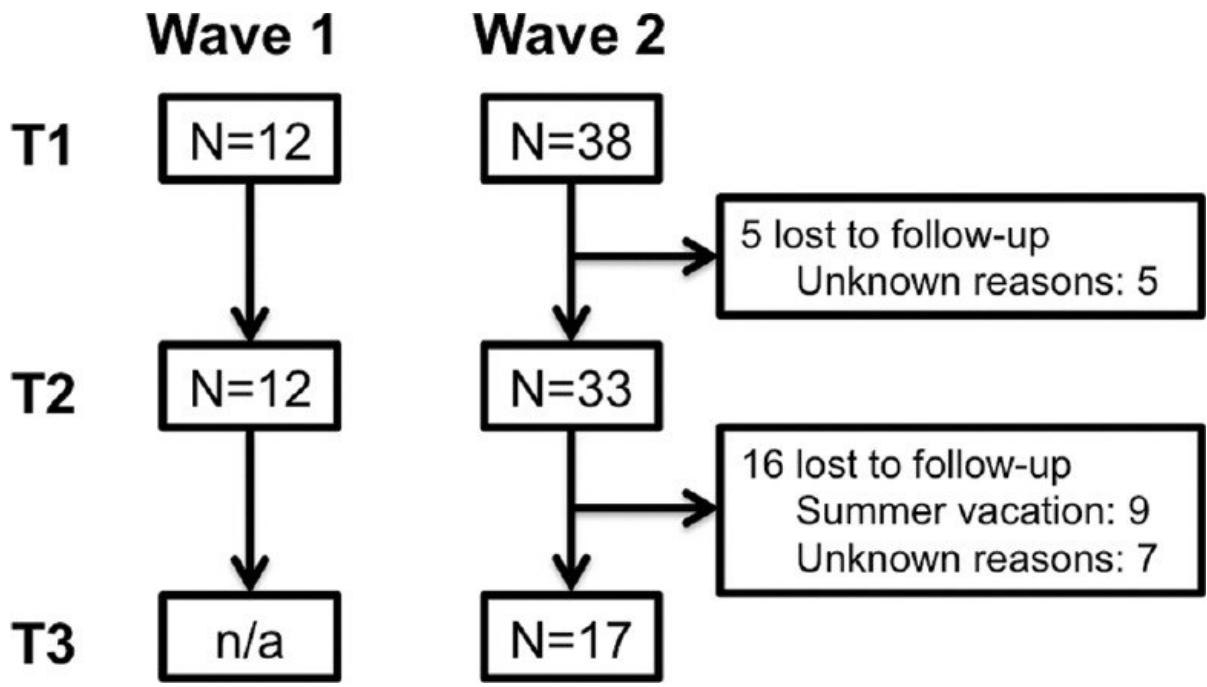 Wave 1 Wave 2
T1 N=12 N=38
5 lost to follow-up
Unknown reasons: 5
T2 N=12 N=33
16 lost to follow-up
Summer vacation: 9
Unknown reasons: 7
T3 n/a N=17